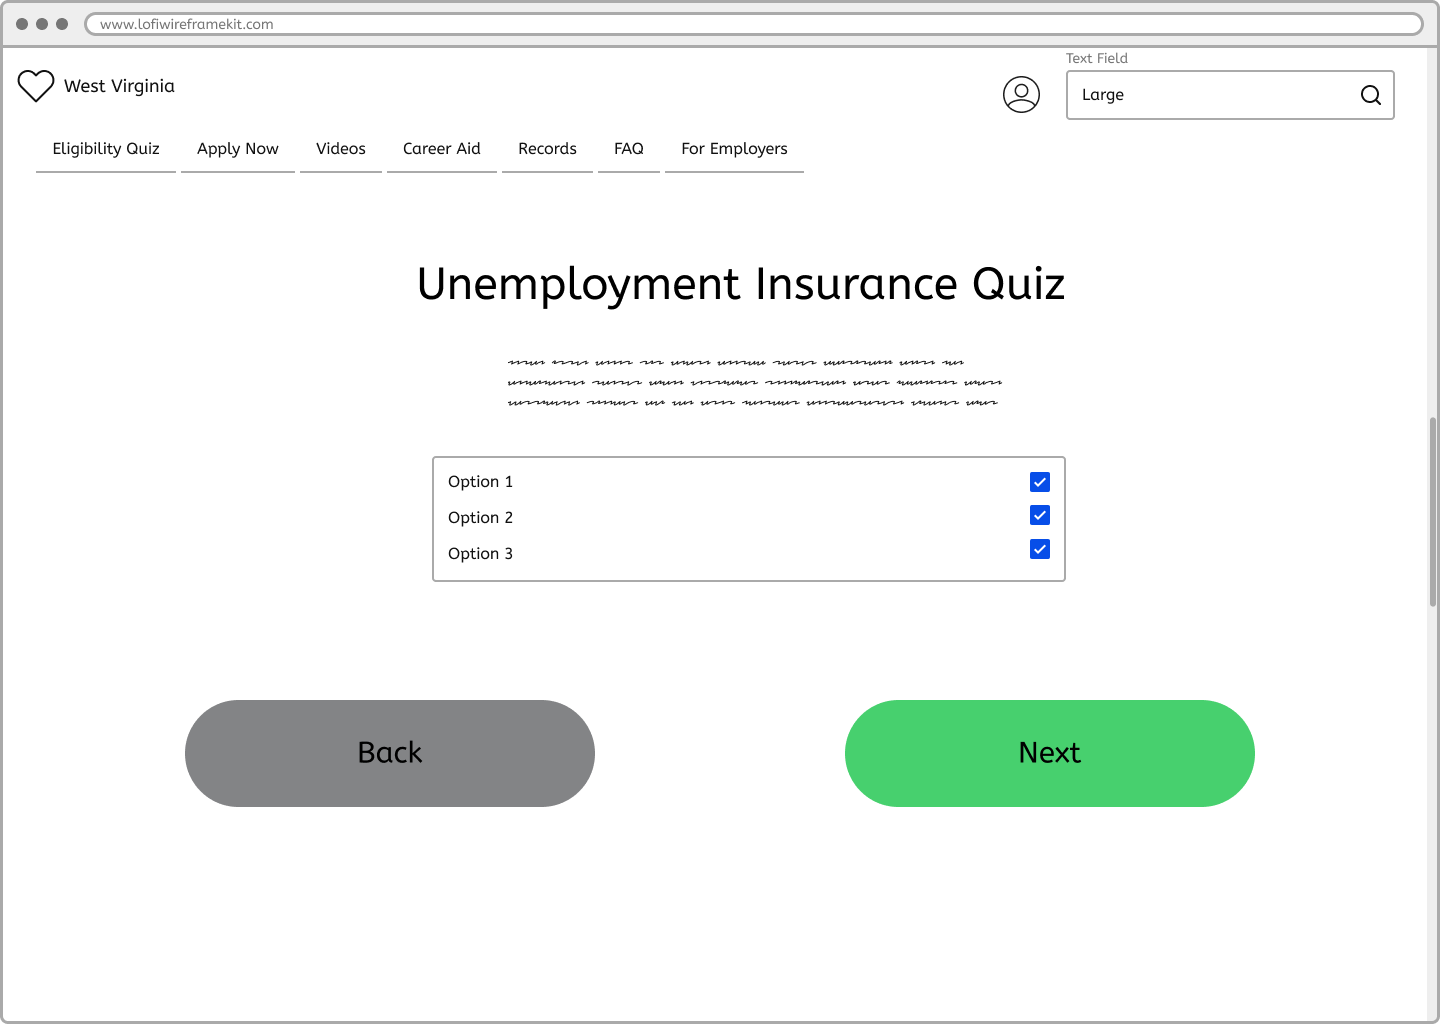 www.lofiwireframekit.com
Text Field
West Virginia
Large
Eligibility Quiz Apply Now Videos Career Aid Records FAQ For Employers
Unemployment Insurance Quiz
Option 1
Option 2
Option 3
Back Next